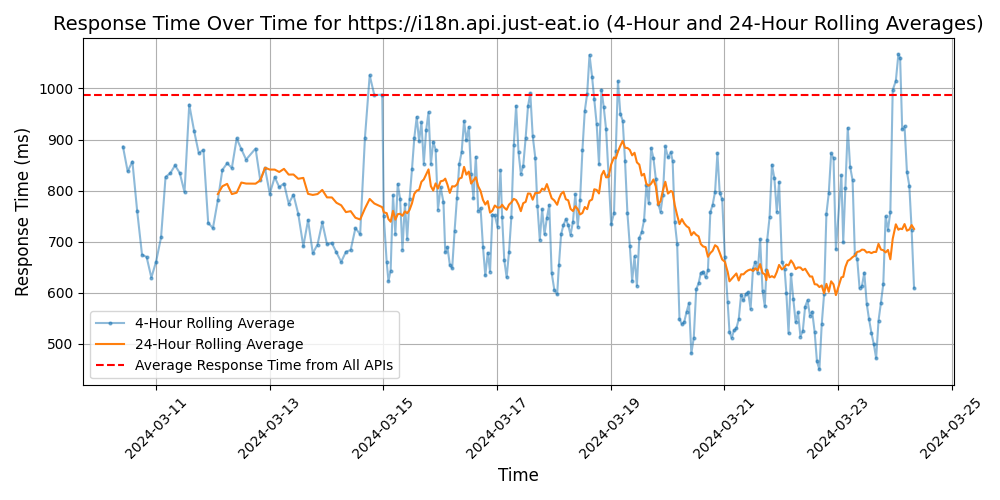 Response Time Over Time for https://i18n.api.just-eat.io (4-Hour and 24-Hour Rolling Averages)
Response Time (ms)
1000
900
800
700
600
500
4-Hour Rolling Average
24-Hour Rolling Average
Average Response Time from All APIs
2024-03-11
2024-03-13
2024-03-15
2024-03-17
2024-03-19
2024-03-21
2024-03-23
2024-03-25
Time